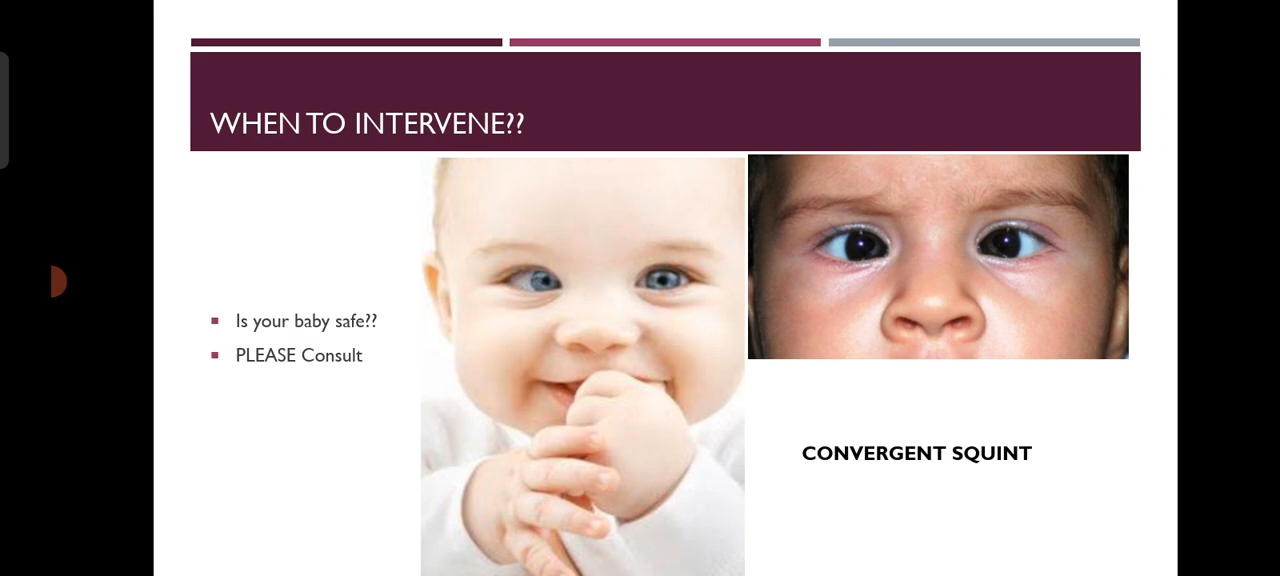 WHEN TO INTERVENE??
Is your baby safe??
PLEASE Consult
CONVERGENT SQUINT